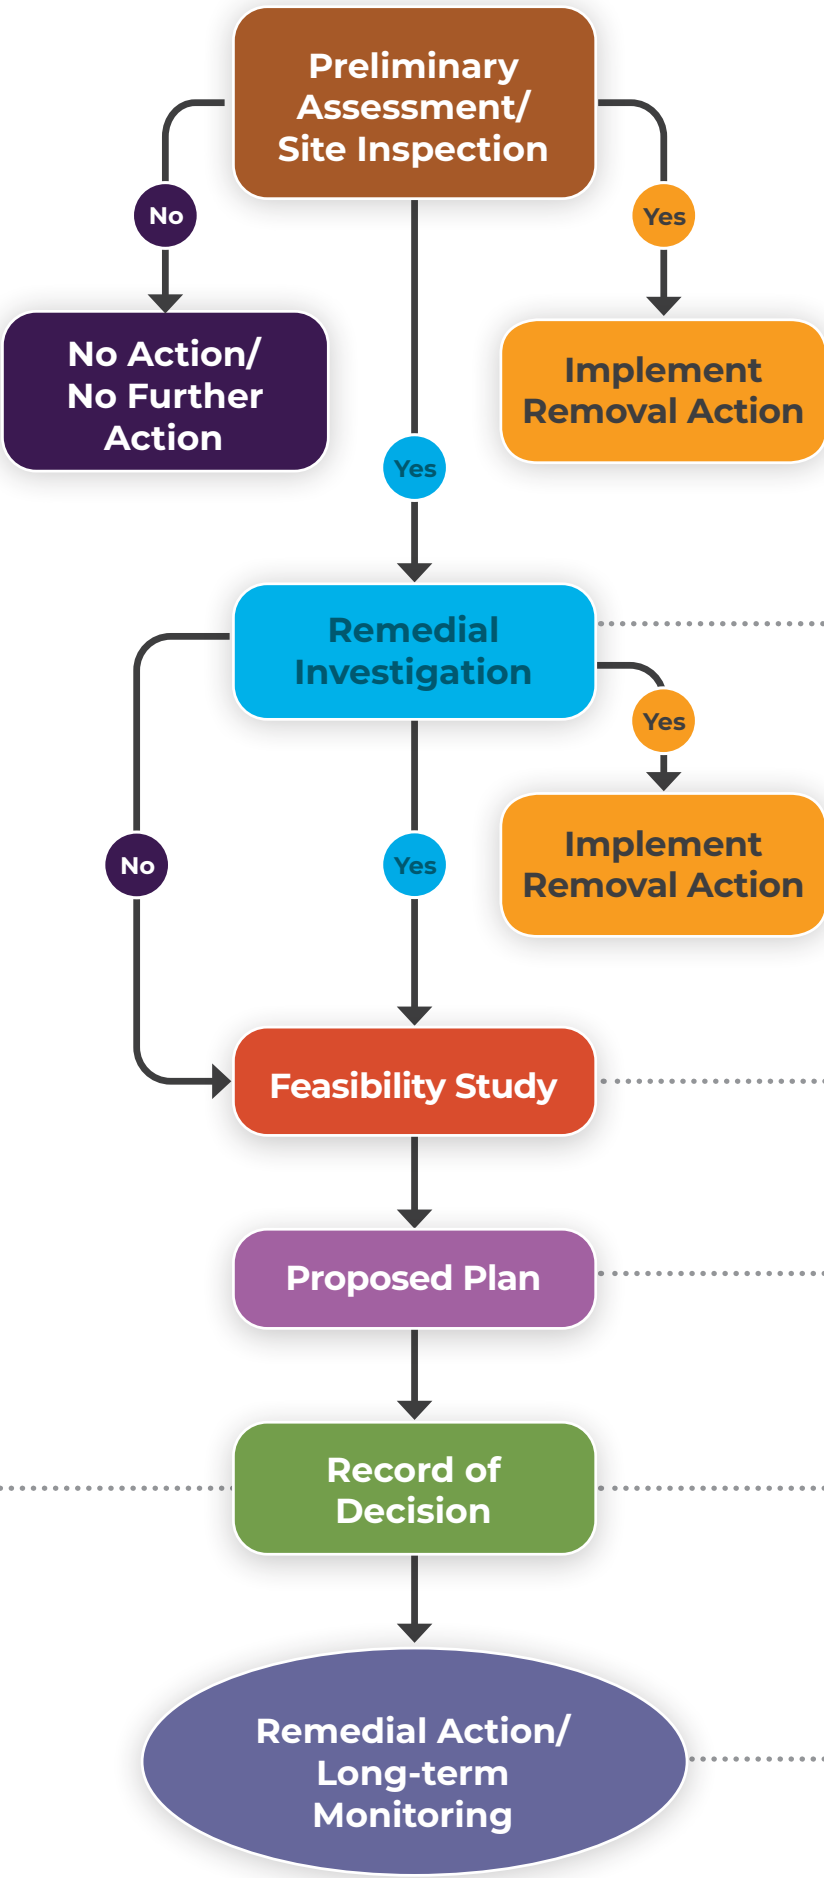 Preliminary
Assessment/
Site Inspection
No
Yes
No Action/
No Further
Action
Implement
Removal Action
Yes
Remedial
Investigation
Yes
Implement
Removal Action
No
Yes
Feasibility Study
Proposed Plan
Record of
Decision
Remedial Action/
Long-term
Monitoring